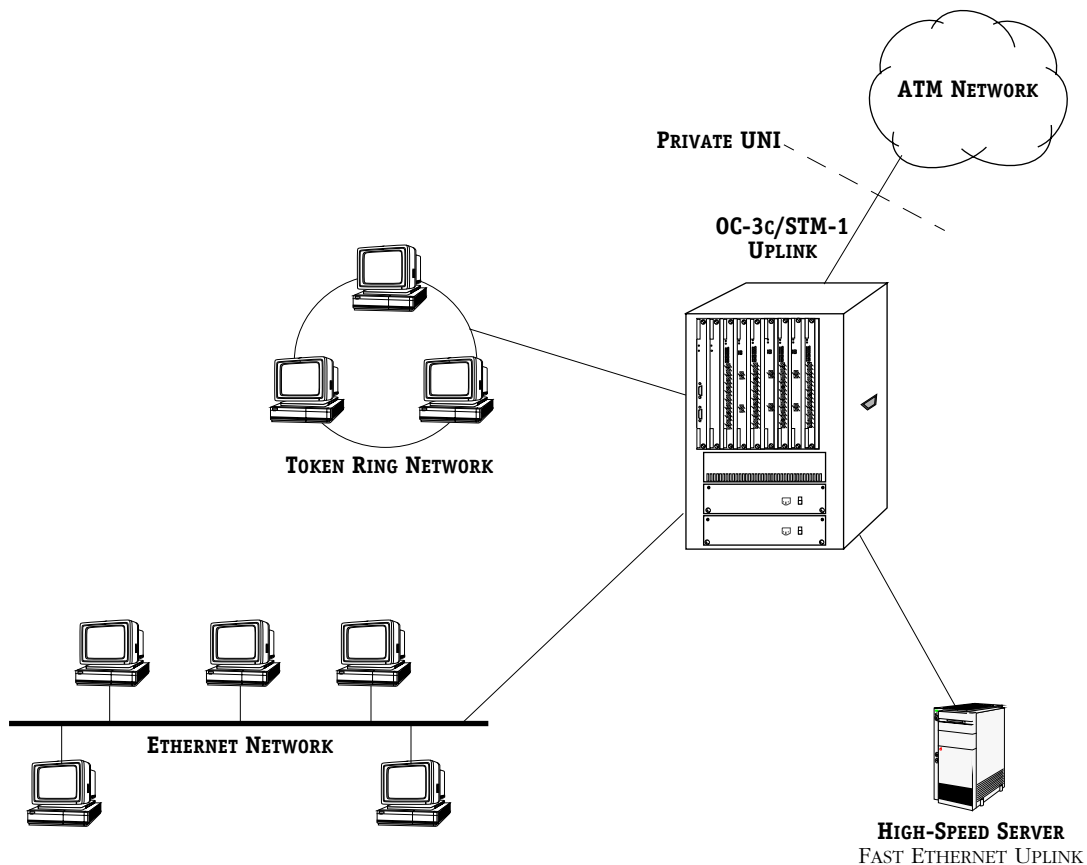 ATM NETWORK
PRIVATE UNI
OC-3C/STM-1
UPLINK
TOKEN RING NETWORK
ETHERNET NETWORK
HIGH-SPEED SERVER
FAST ETHERNET UPLINK